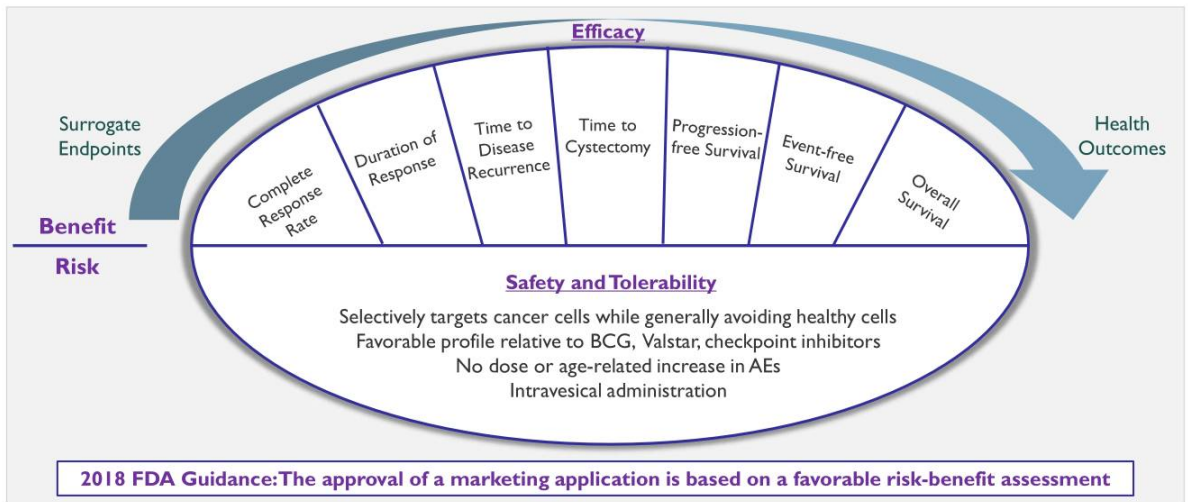 Efficacy
Surrogate
Endpoints
Health
Outcomes
Complete
Response
Rate
Duration of
Response
Time to
Disease
Recurrence
Time to
Cystectomy
Progression-
free Survival
Event-free
Survival
Overall
Survival
Benefit
Risk
Safety and Tolerability
Selectively targets cancer cells while generally avoiding healthy cells
Favorable profile relative to BCG, Valstar, checkpoint inhibitors
No dose or age-related increase in AEs
Intravesical administration
2018 FDA Guidance: The approval of a marketing application is based on a favorable risk-benefit assessment